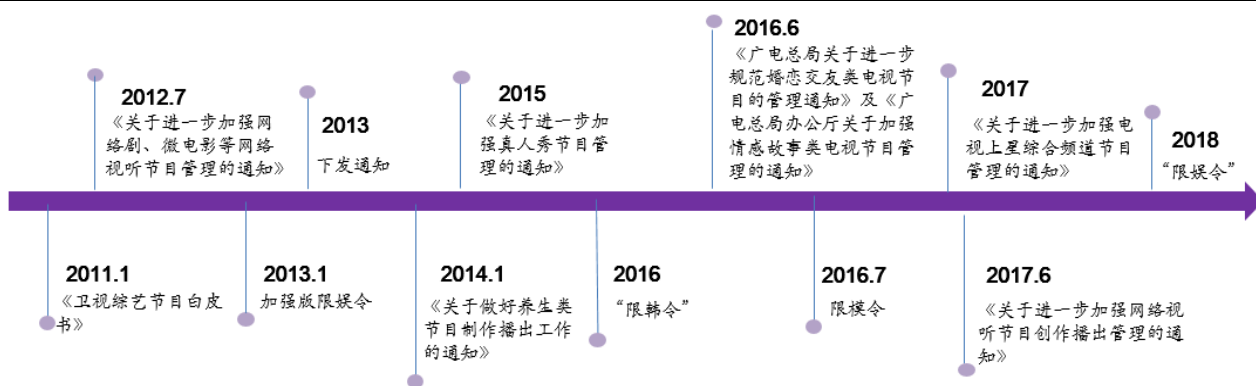 2012.7
《关于进一步加强网
络剧、微电影等网络
视听节目管理的通知》
2013
下发通知
2015
《关于进一步加
强真人秀节目管
理的通知》
2016.6
《广电总局关于进一步
规范婚恋交友类电视节
目的管理通知》及《广
电总局办公厅关于加强
情感故事类电视节目管
理的通知》
2017
《关于进一步加强电
视上星综合频道节目
管理的通知》
2018
“限娱令”
2011.1
《卫视综艺节目白皮
书》
2013.1
加强版限娱令
2014.1
《关于做好养生类
节目制作播出工作
的通知》
2016
“限韩令”
2016.7
限模令
2017.6
《关于进一步加强网络视
听节目创作播出管理的通
知》